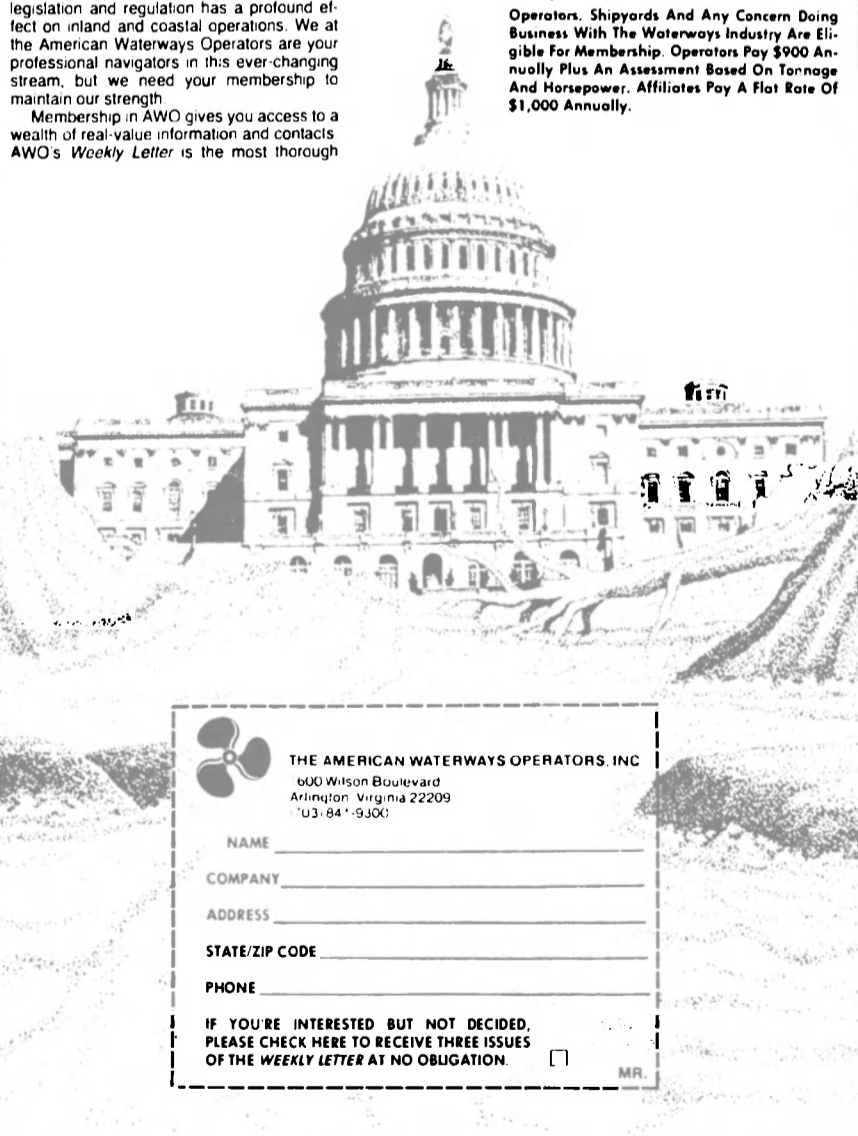 legislation and regulation has a profound ef-
fect on inland and coastal operations. We at
the American Waterways Operators are your
professional navigators in this ever-changing
stream, but we need your membership to
maintain our strength.
Membership in AWO gives you access to a
wealth of real-value information and contacts
AWO's Weekly Letter is the most thorough
Operators. Shipyards And Any Concern Doing
Business With The Waterways Industry Are Eli-
gible For Membership. Operators Pay $900 An-
nually Plus An Assessment Based On Tonnage
And Horsepower. Affiliates Pay A Flat Rate Of
$1,000 Annually.
THE AMERICAN WATERWAYS OPERATORS, INC
600 Wilson Boulevard
Arlington Virginia 22209
NAME
COMPANY
ADDRESS
STATE/ZIP CODE
PHONE
IF YOU'RE INTERESTED BUT NOT DECIDED,
PLEASE CHECK HERE TO RECEIVE THREE ISSUES
OF THE WEEKLY LETTER AT NO OBLIGATION.
MR.